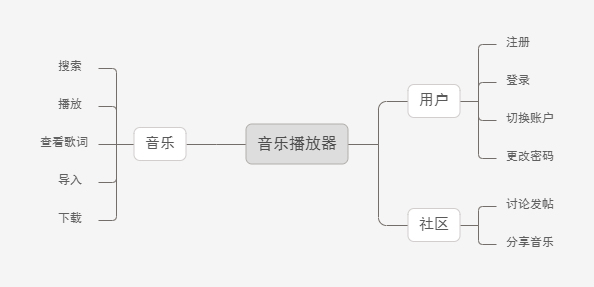 音乐播放器
音乐
搜索
播放
查看歌词
导入
下载
用户
注册
登录
切换账户
更改密码
社区
讨论发帖
分享音乐